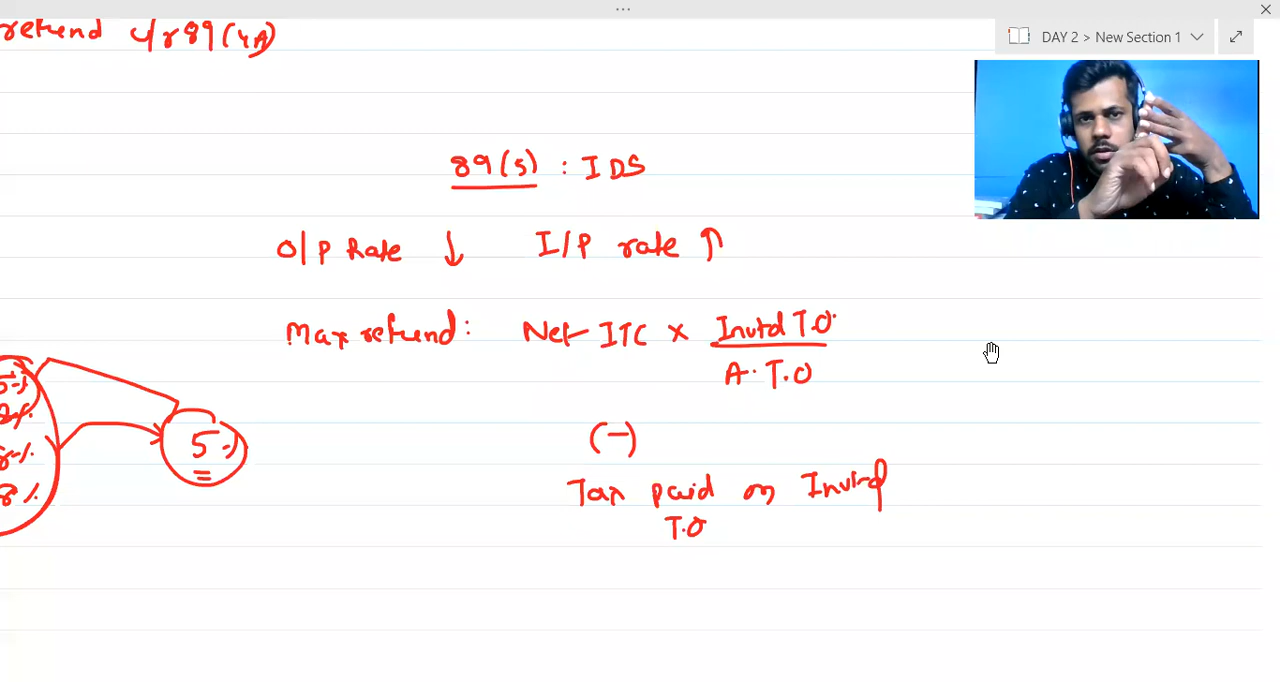 refund u/r 89(4A)
DAY 2 > New Section 1
89(5) : IDS
O/P Rate ↓ I/P rate ↑
Max refund : Net ITC × Invtd T.O
A.T.O
(-)
5%
Tax paid on Invtd
T.O